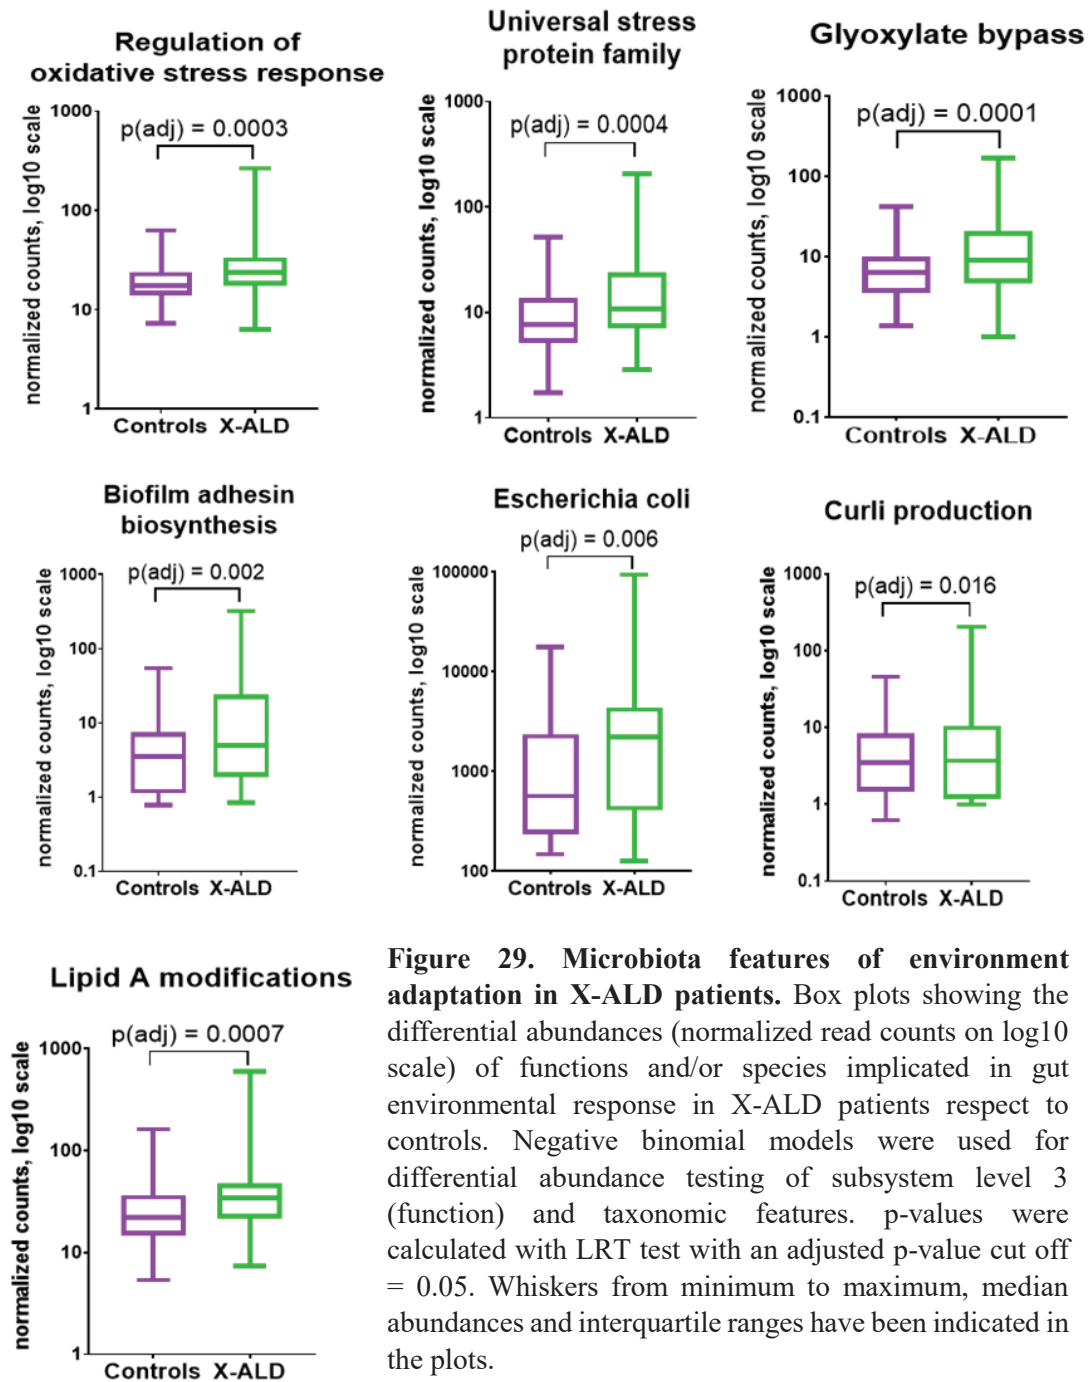 Regulation of
oxidative stress response
normalized counts, log10 scale
p(adj) = 0.0003
1000
100
10
1
Controls X-ALD
Universal stress
protein family
normalized counts, log10 scale
p(adj) = 0.0004
1000
100
10
1
Controls X-ALD
Glyoxylate bypass
normalized counts, log10 scale
p(adj) = 0.0001
1000
100
10
1
0.1
Controls X-ALD
Biofilm adhesin
biosynthesis
normalized counts, log10 scale
p(adj) = 0.002
1000
100
10
1
0.1
Controls X-ALD
Escherichia coli
normalized counts, log10 scale
p(adj) = 0.006
100000
10000
1000
100
Controls X-ALD
Curli production
normalized counts, log10 scale
p(adj) = 0.016
1000
100
10
1
0.1
Controls X-ALD
Lipid A modifications
normalized counts, log10 scale
p(adj) = 0.0007
1000
100
10
1
Controls X-ALD
Figure 29. Microbiota features of environment
adaptation in X-ALD patients. Box plots showing the
differential abundances (normalized read counts on log10
scale) of functions and/or species implicated in gut
environmental response in X-ALD patients respect to
controls. Negative binomial models were used for
differential abundance testing of subsystem level 3
(function) and taxonomic features. p-values were
calculated with LRT test with an adjusted p-value cut off
= 0.05. Whiskers from minimum to maximum, median
abundances and interquartile ranges have been indicated in
the plots.